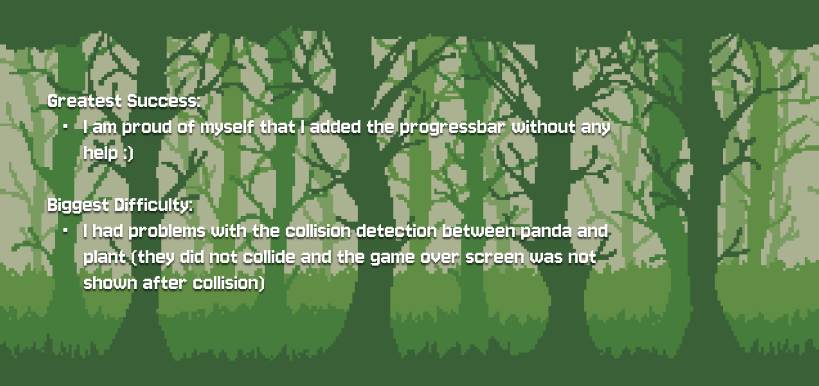 Greatest Success:
· I am proud of myself that I added the progressbar without any
help :)
Biggest Difficulty:
· I had problems with the collision detection between panda and
plant (they did not collide and the game over screen was not
shown after collision)